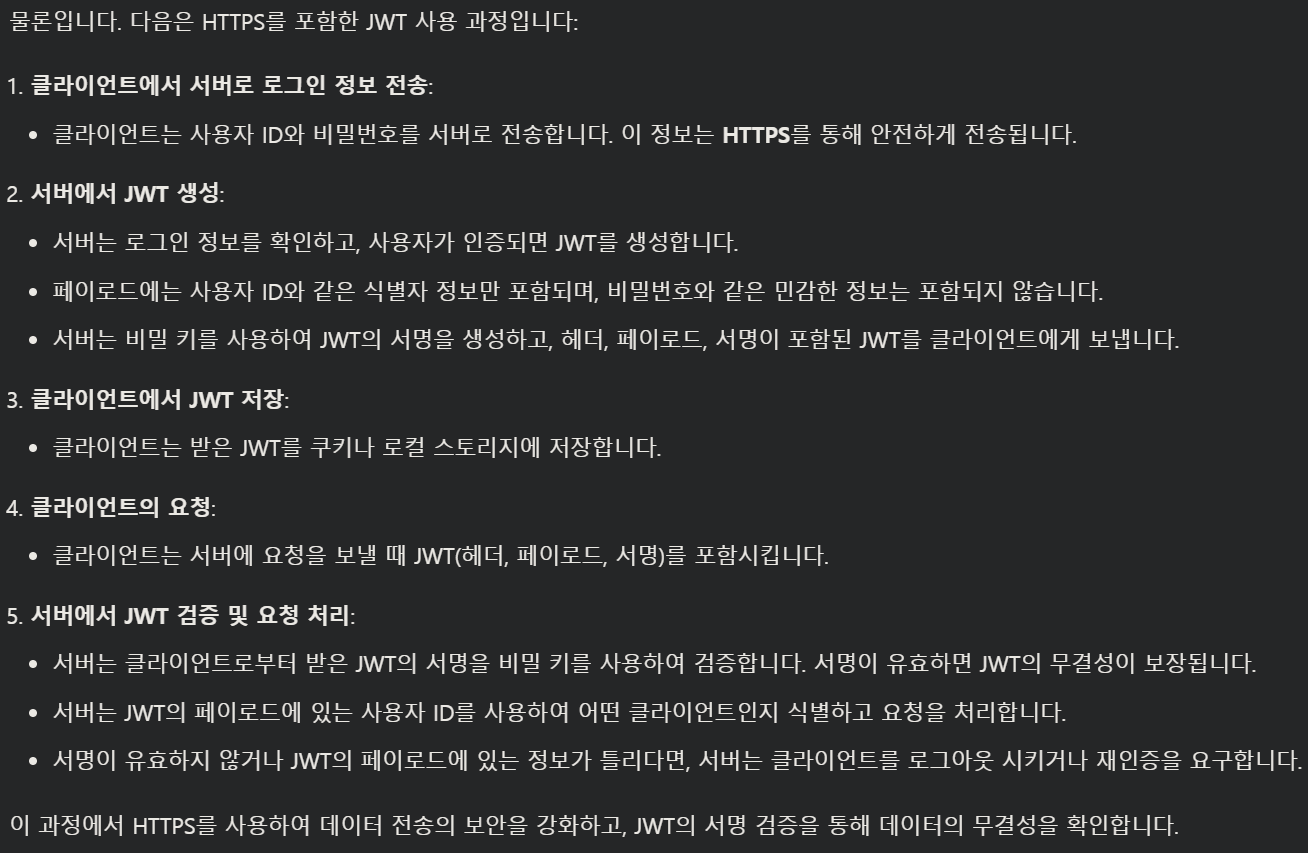 물론입니다. 다음은 HTTPS를 포함한 JWT 사용 과정입니다:
1. 클라이언트에서 서버로 로그인 정보 전송:
• 클라이언트는 사용자 ID와 비밀번호를 서버로 전송합니다. 이 정보는 HTTPS를 통해 안전하게 전송됩니다.
2. 서버에서 JWT 생성:
• 서버는 로그인 정보를 확인하고, 사용자가 인증되면 JWT를 생성합니다.
• 페이로드에는 사용자 ID와 같은 식별자 정보만 포함되며, 비밀번호와 같은 민감한 정보는 포함되지 않습니다.
• 서버는 비밀 키를 사용하여 JWT의 서명을 생성하고, 헤더, 페이로드, 서명이 포함된 JWT를 클라이언트에게 보냅니다.
3. 클라이언트에서 JWT 저장:
• 클라이언트는 받은 JWT를 쿠키나 로컬 스토리지에 저장합니다.
4. 클라이언트의 요청:
• 클라이언트는 서버에 요청을 보낼 때 JWT(헤더, 페이로드, 서명)를 포함시킵니다.
5. 서버에서 JWT 검증 및 요청 처리:
• 서버는 클라이언트로부터 받은 JWT의 서명을 비밀 키를 사용하여 검증합니다. 서명이 유효하면 JWT의 무결성이 보장됩니다.
• 서버는 JWT의 페이로드에 있는 사용자 ID를 사용하여 어떤 클라이언트인지 식별하고 요청을 처리합니다.
• 서명이 유효하지 않거나 JWT의 페이로드에 있는 정보가 틀리다면, 서버는 클라이언트를 로그아웃 시키거나 재인증을 요구합니다.
이 과정에서 HTTPS를 사용하여 데이터 전송의 보안을 강화하고, JWT의 서명 검증을 통해 데이터의 무결성을 확인합니다.